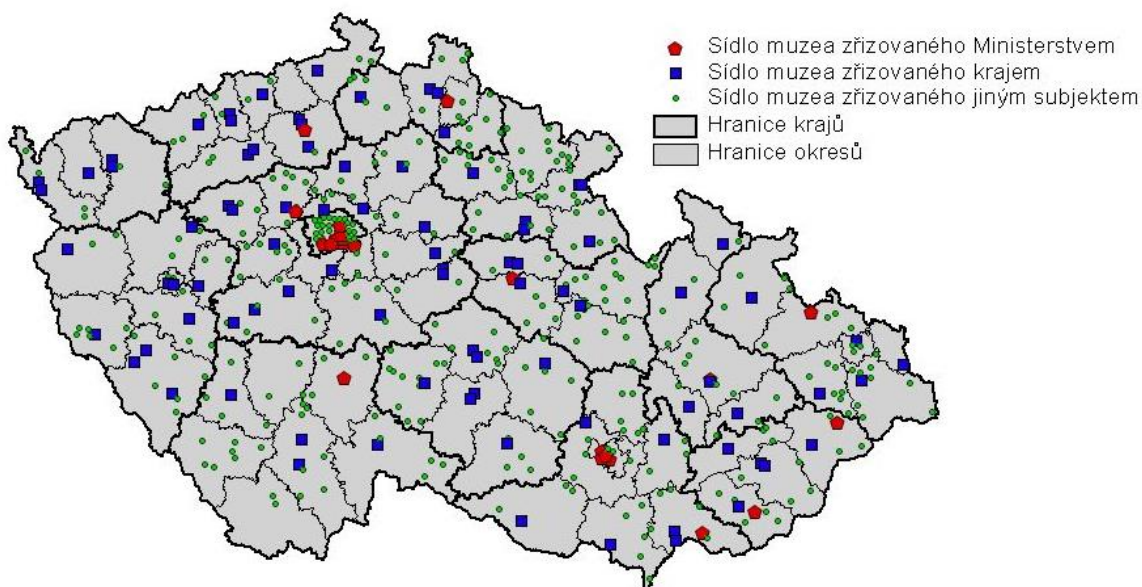 Sídlo muzea zřizovaného Ministerstvem
Sídlo muzea zřizovaného krajem
Sídlo muzea zřizovaného jiným subjektem
Hranice krajů
Hranice okresů